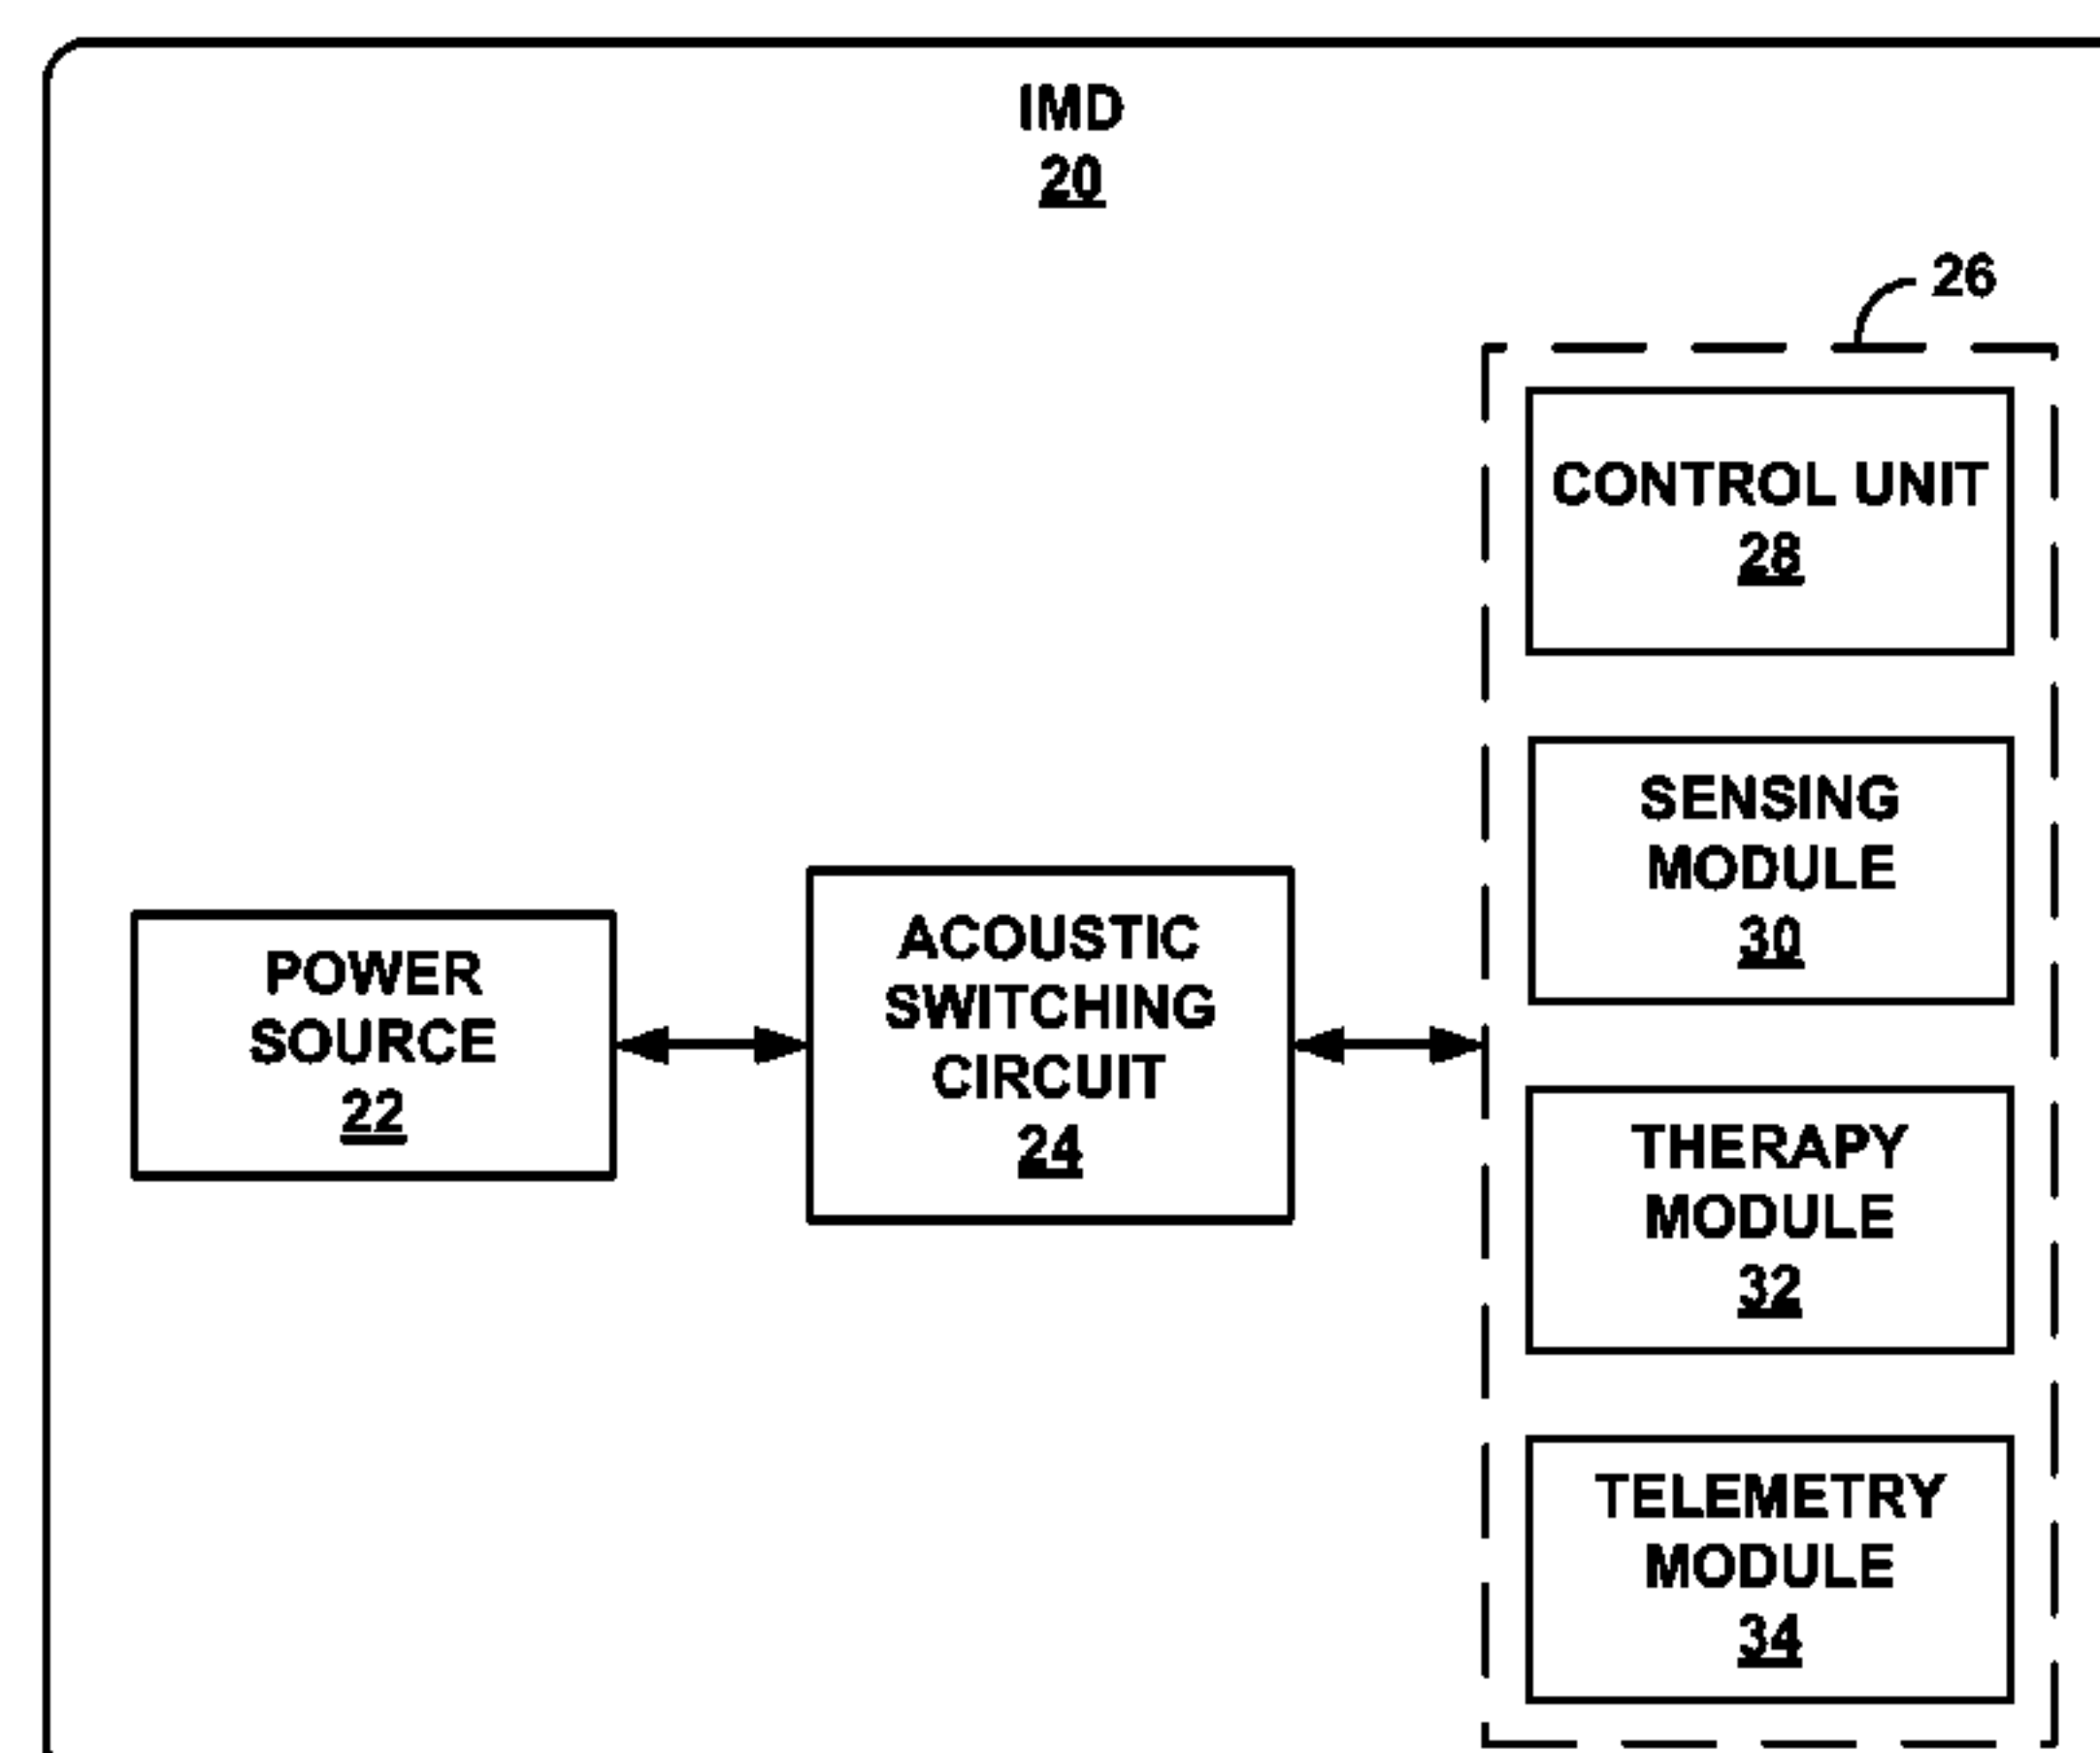 IMD
20
26
CONTROL UNIT
28
SENSING
MODULE
30
POWER
SOURCE
22
ACOUSTIC
SWITCHING
CIRCUIT
24
THERAPY
MODULE
32
TELEMETRY
MODULE
34